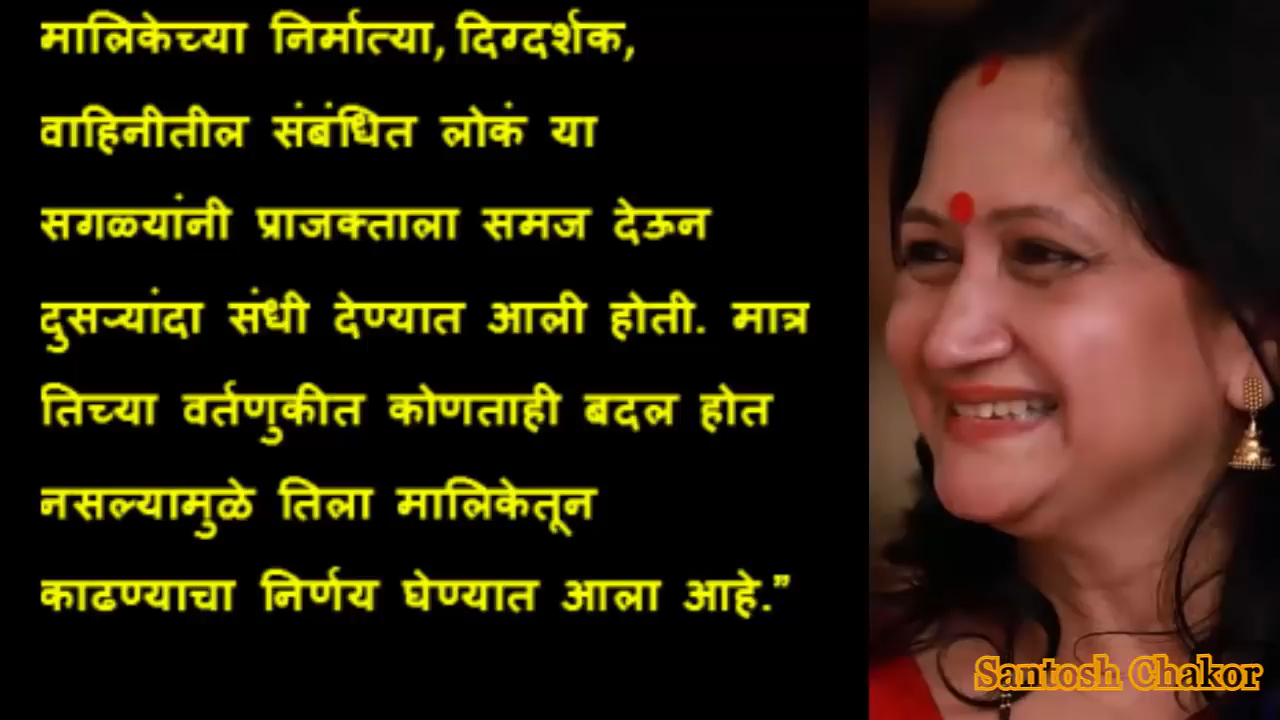 मालिकेच्या निर्मात्या, दिग्दर्शक,
वाहिनीतील संबंधित लोकं या
सगळ्यांनी प्राजक्ताला समज देऊन
दुसऱ्यांदा संधी देण्यात आली होती. मात्र
तिच्या वर्तणुकीत कोणताही बदल होत
नसल्यामुळे तिला मालिकेतून
काढण्याचा निर्णय घेण्यात आला आहे.”
Santosh Chakor